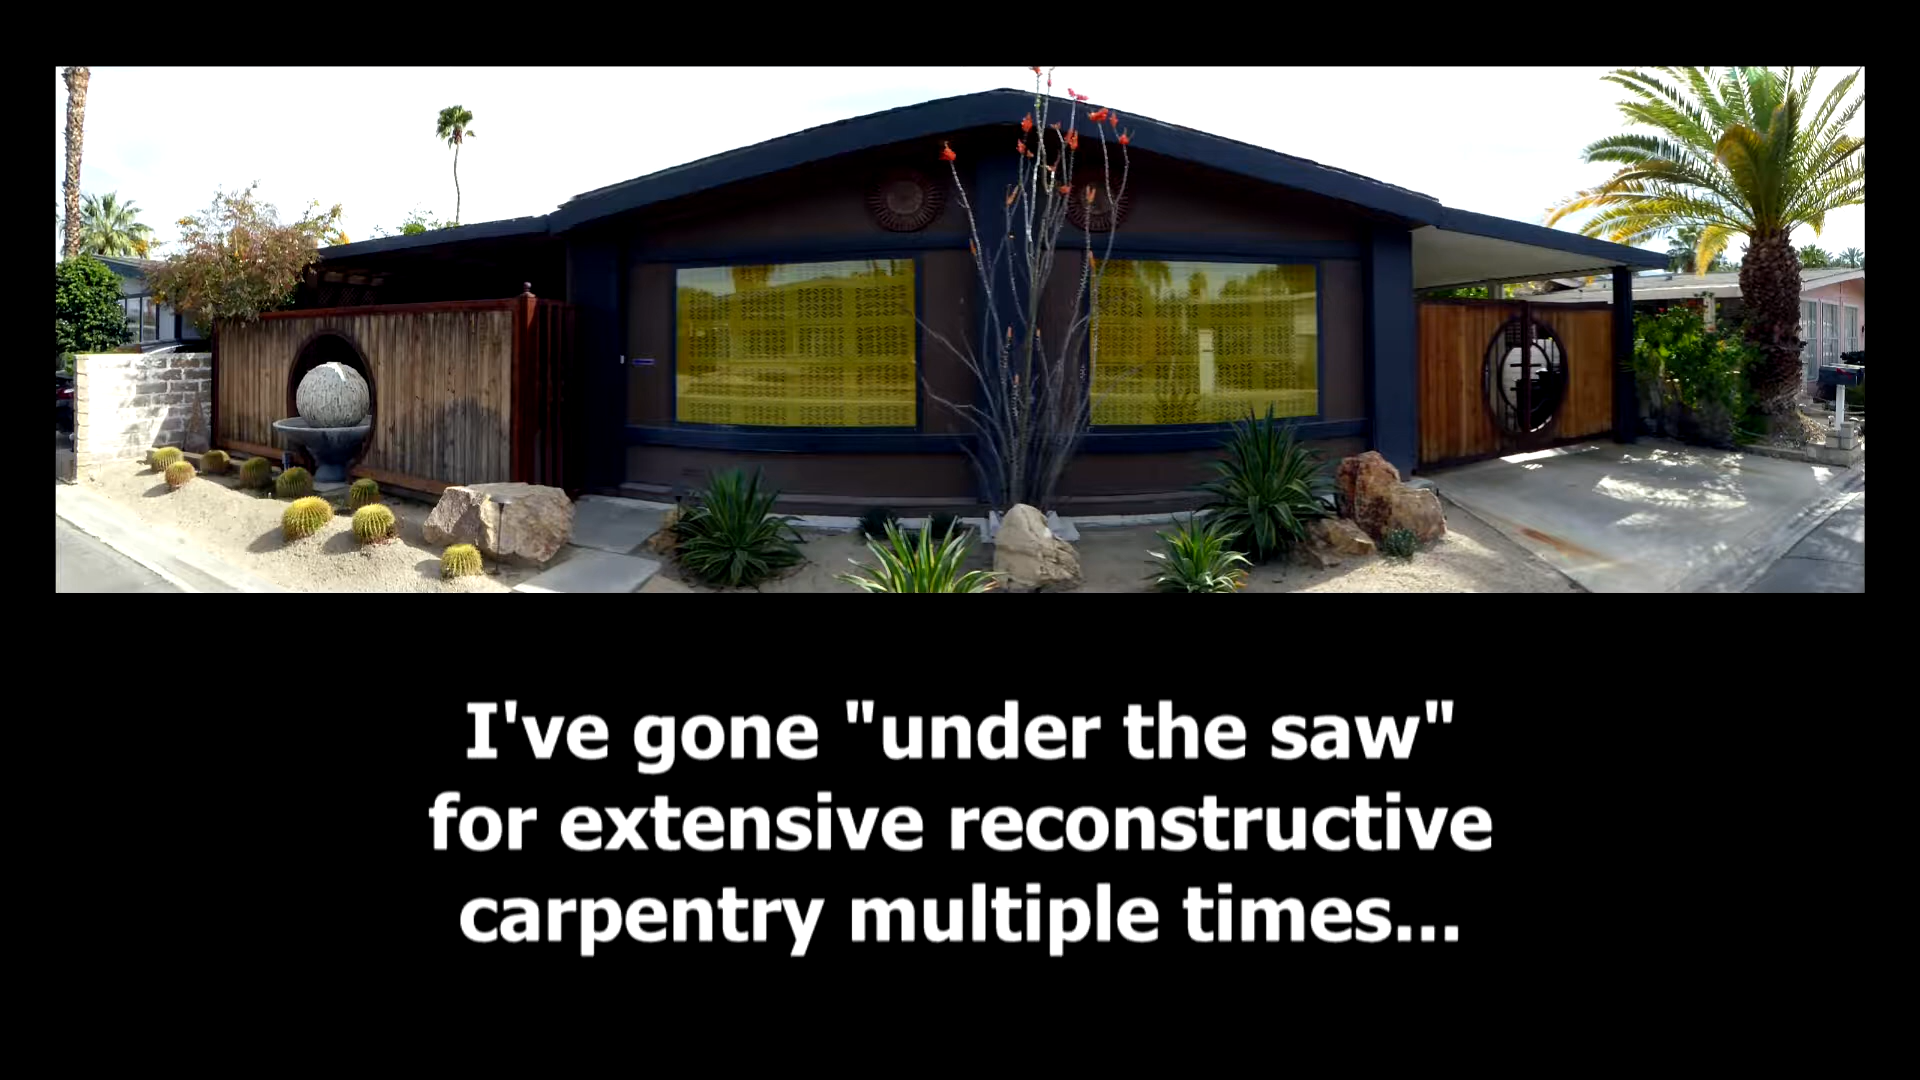 I've gone "under the saw"
for extensive reconstructive
carpentry multiple times...